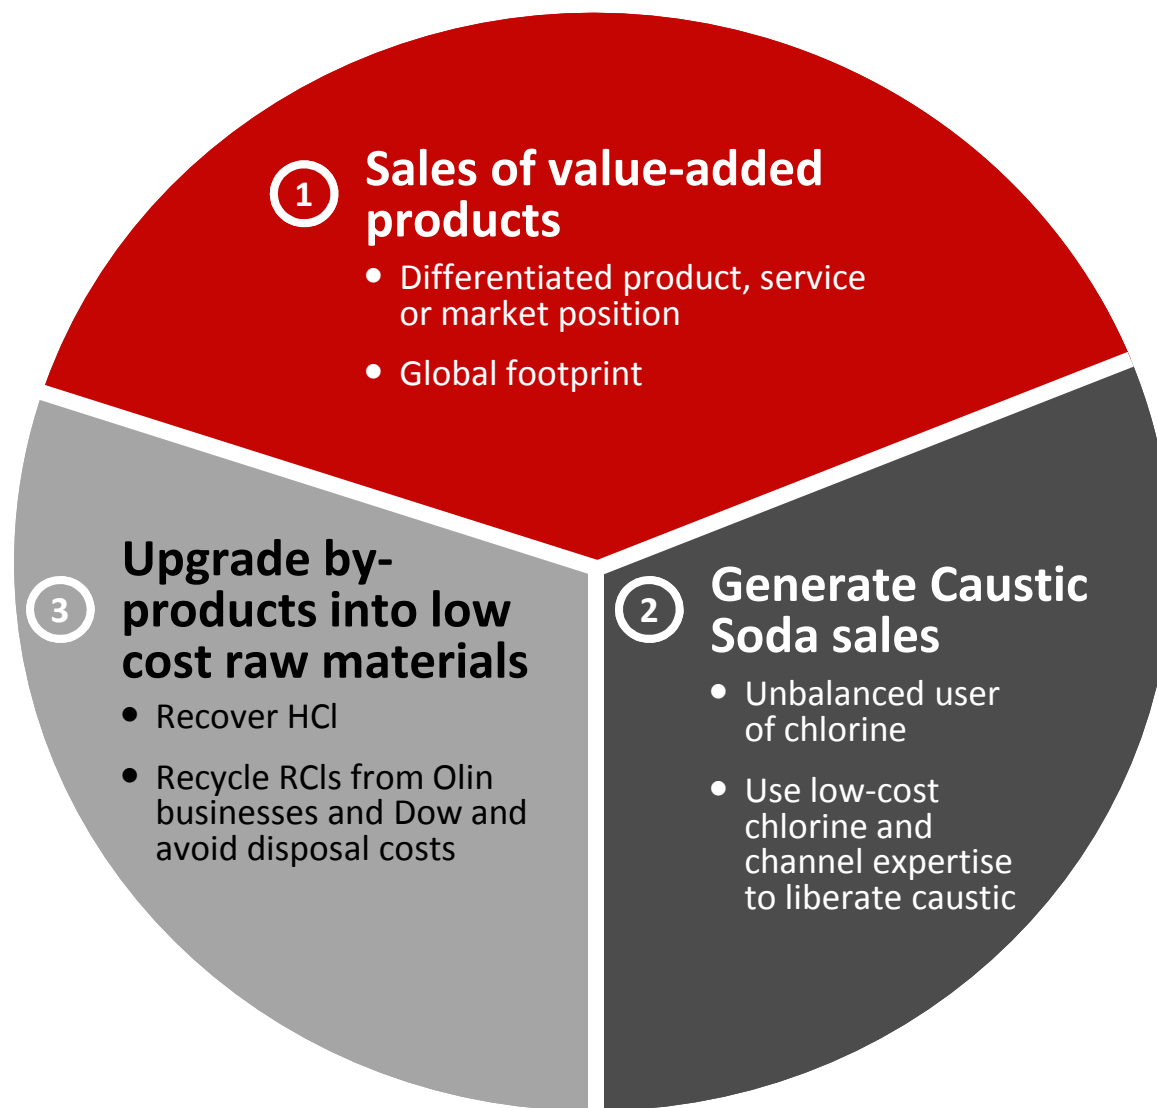 1
Sales of value-added
products
• Differentiated product, service
or market position
• Global footprint
2
Generate Caustic
Soda sales
• Unbalanced user
of chlorine
• Use low-cost
chlorine and
channel expertise
to liberate caustic
3
Upgrade by-
products into low
cost raw materials
• Recover HCl
• Recycle RCls from Olin
businesses and Dow and
avoid disposal costs